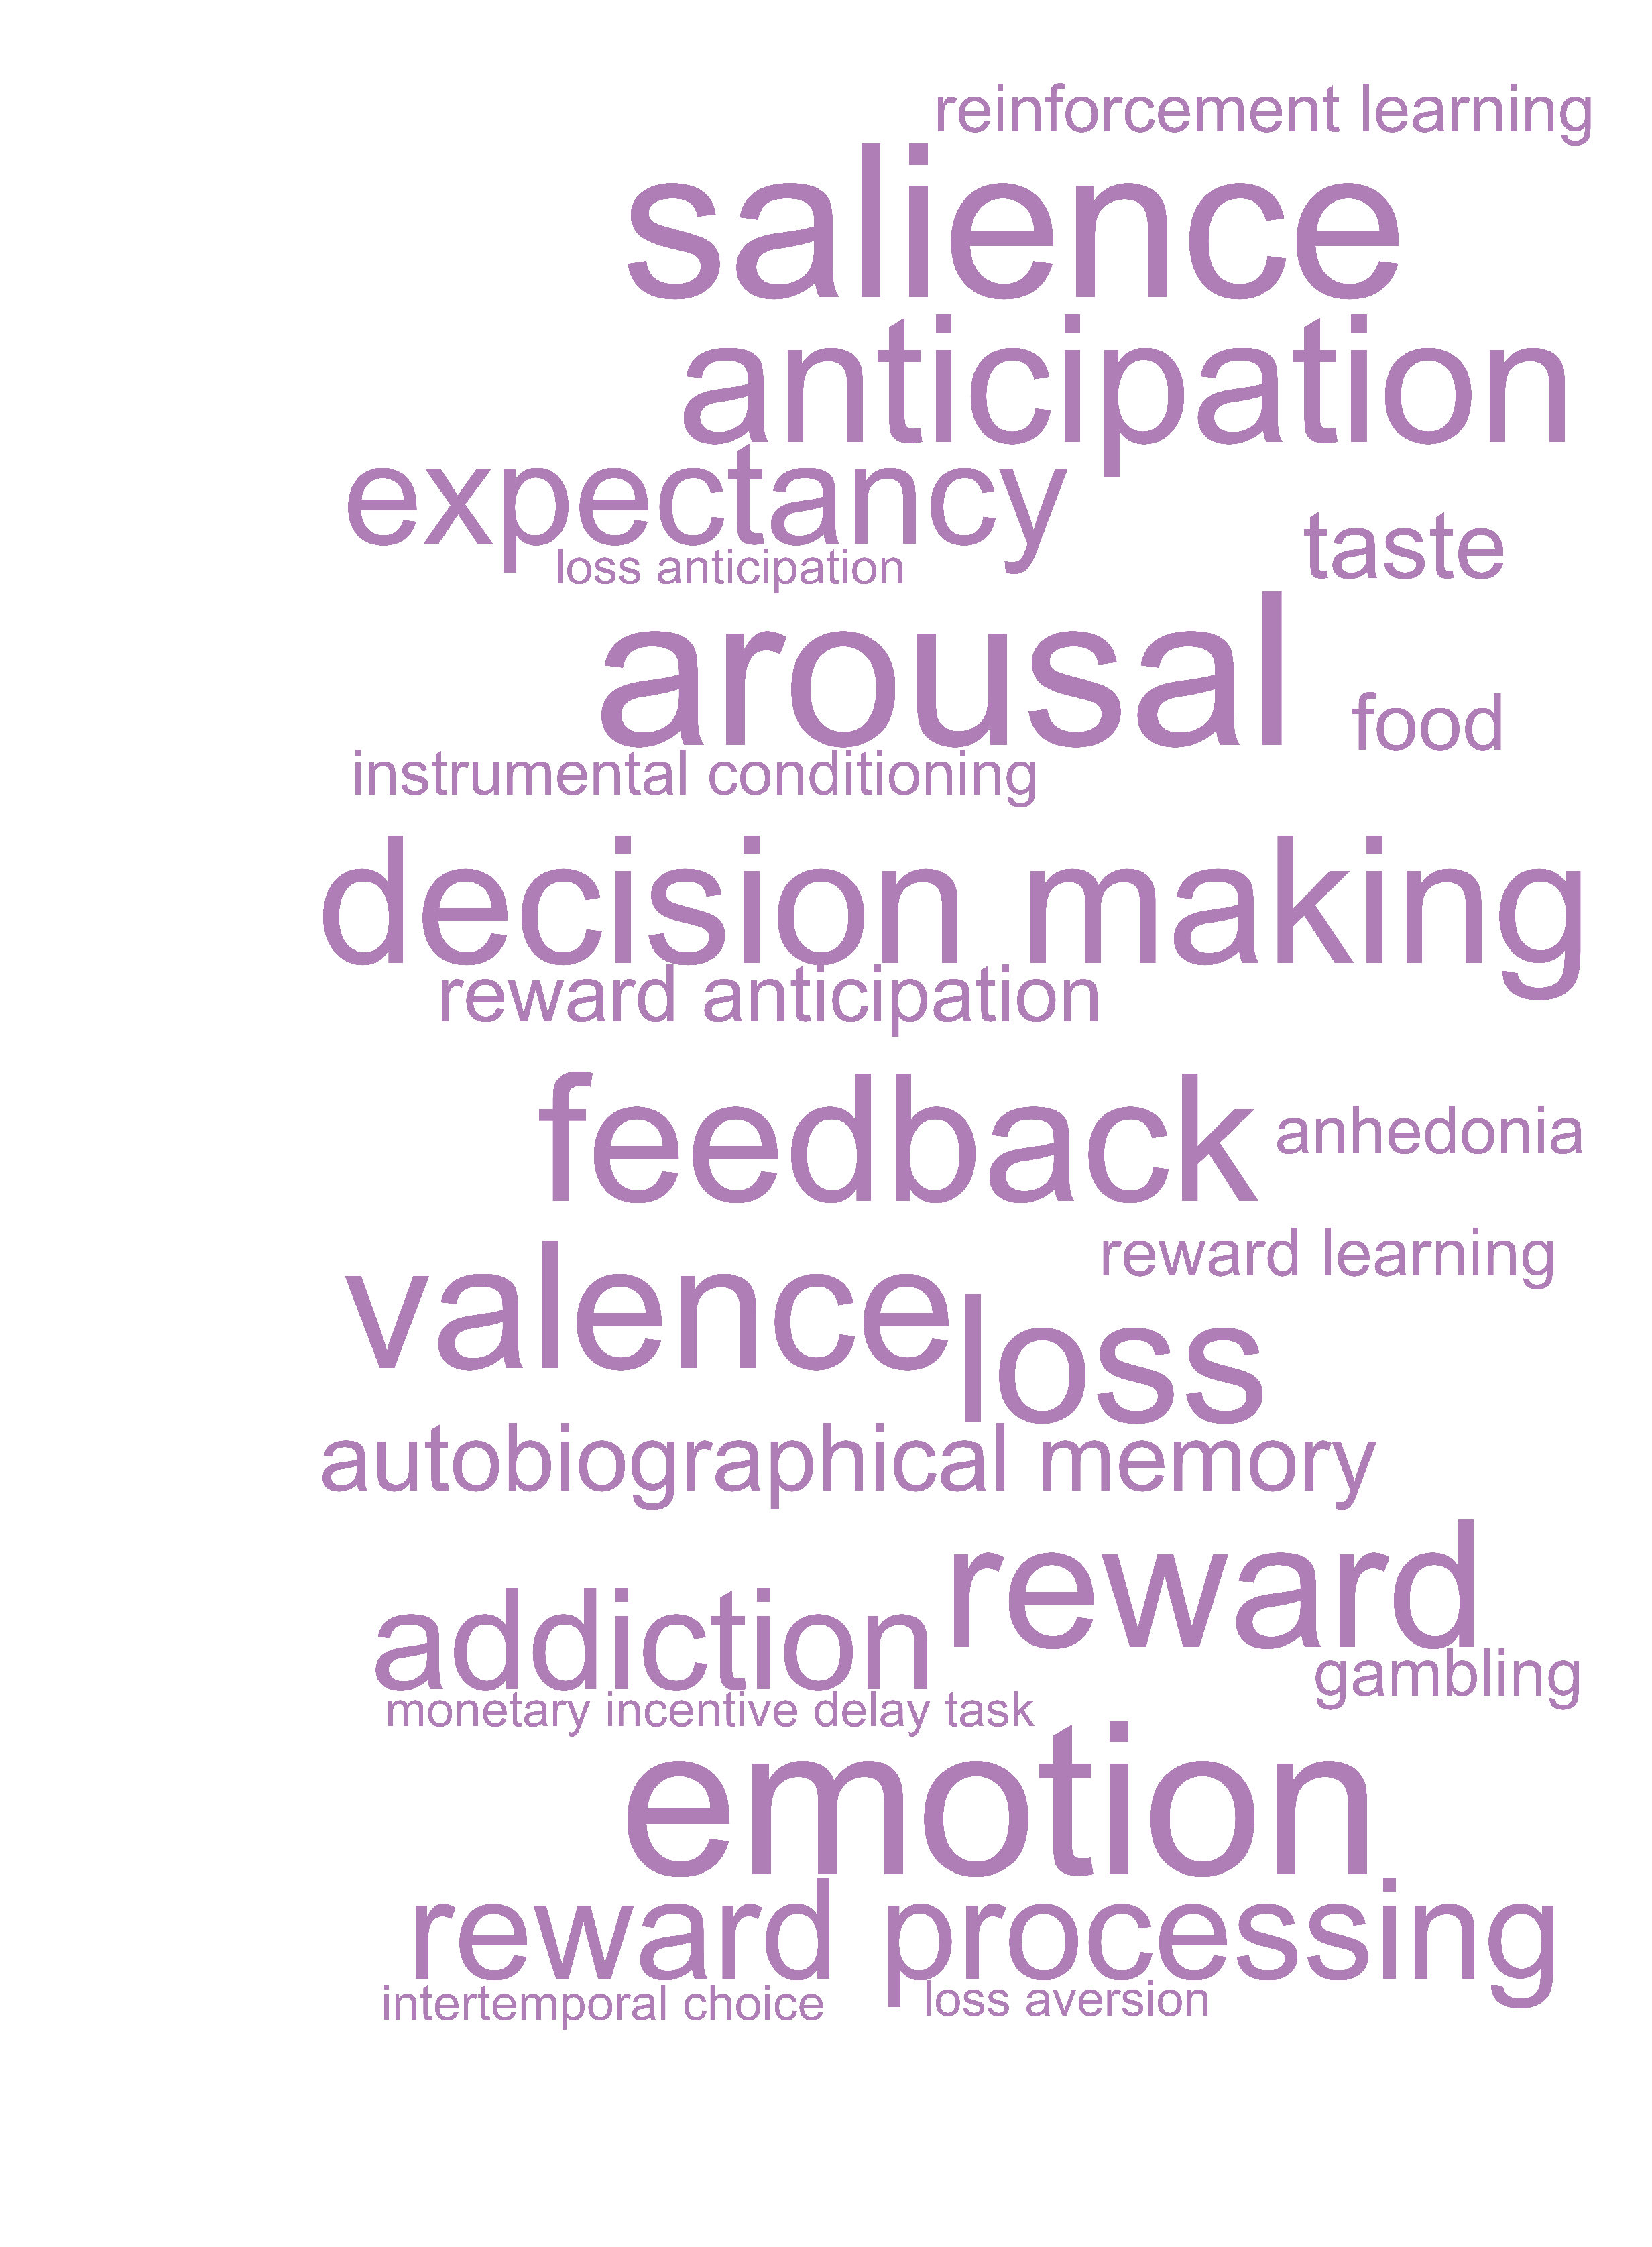 reinforcement learning
salience
anticipation
expectancy
taste
loss anticipation
arousal
food
instrumental conditioning
decision making
reward anticipation
feedback
anhedonia
reward learning
valence
loss
autobiographical memory
reward
addiction
gambling
monetary incentive delay task
emotion
reward processing
intertemporal choice
loss aversion